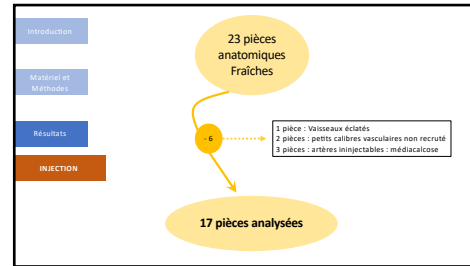 Introduction
Matériel et
Méthodes
Résultats
INJECTION
23 pièces
anatomiques
Fraîches
- 6
1 pièce : Vaisseaux éclatés
2 pièces : petits calibres vasculaires non recruté
3 pièces : artères ininjectables : médiacalcose
17 pièces analysées